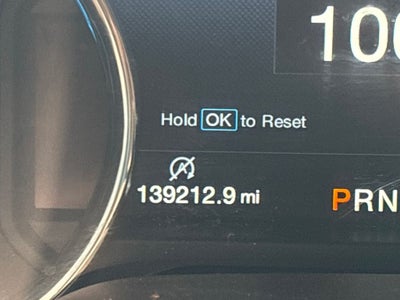 Hold OK to Reset
139212.9 mi
PRN